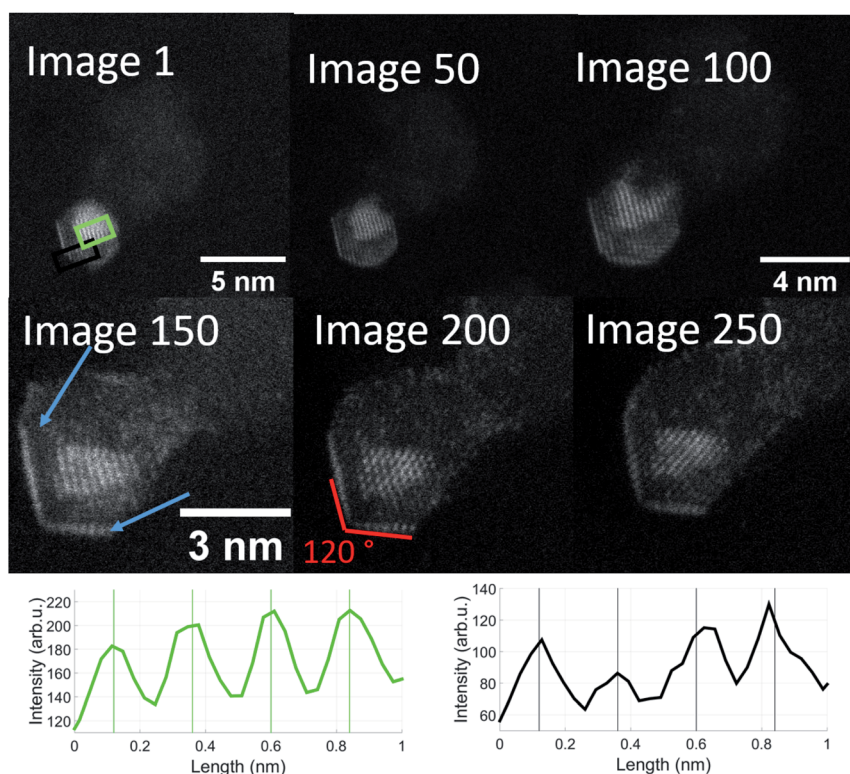 Image 1
Image 50
Image 100
5 nm
4 nm
Image 150
Image 200
Image 250
3 nm
120 °
220
200
180
160
140
120
Intensity (arb.u.)
0 0.2 0.4 0.6 0.8 1
Length (nm)
140
120
100
80
60
Intensity (arb.u.)
0 0.2 0.4 0.6 0.8 1
Length (nm)